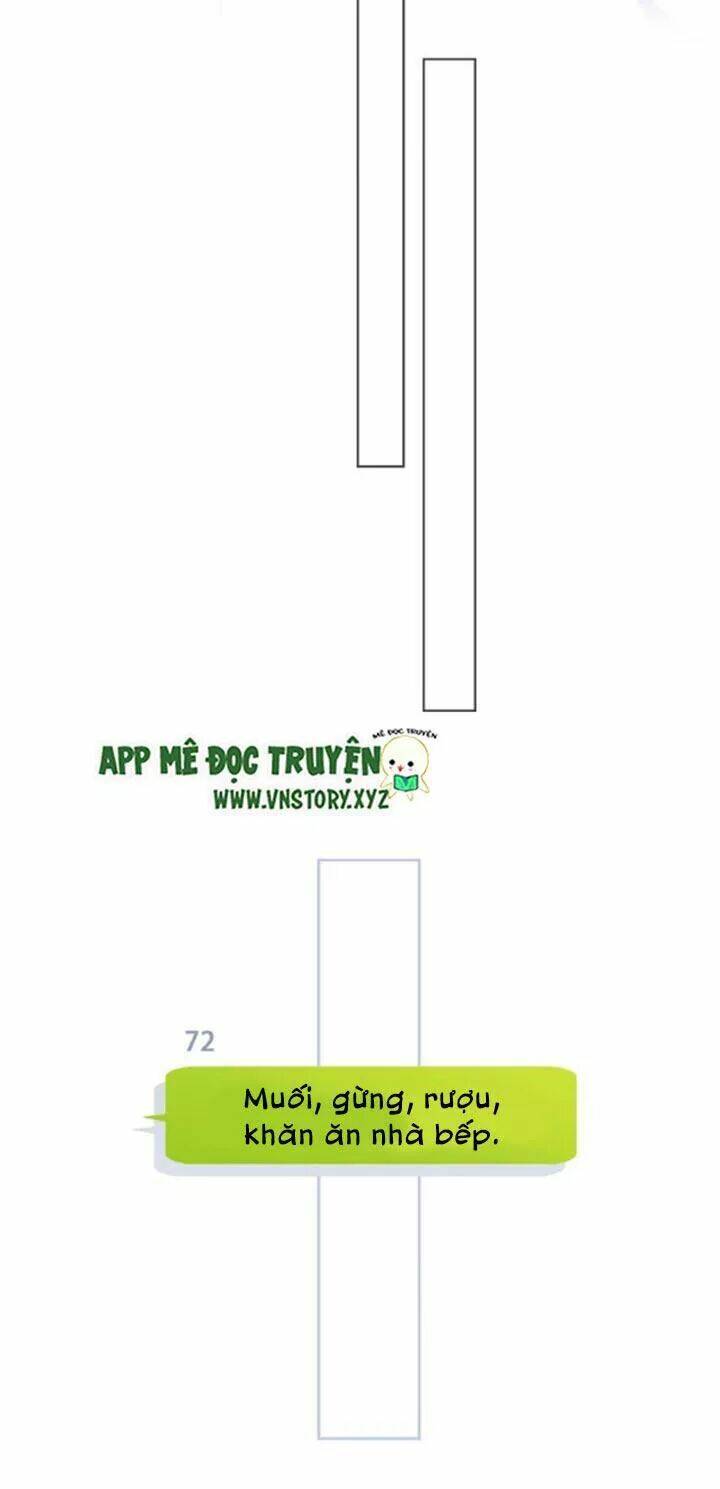 MÊ ĐỌC TRUYỆN
APP MÊ ĐỌC TRUYỆN
WWW.VNSTORY.XYZ
72
Muối, gừng, rượu,
khăn ăn nhà bếp.